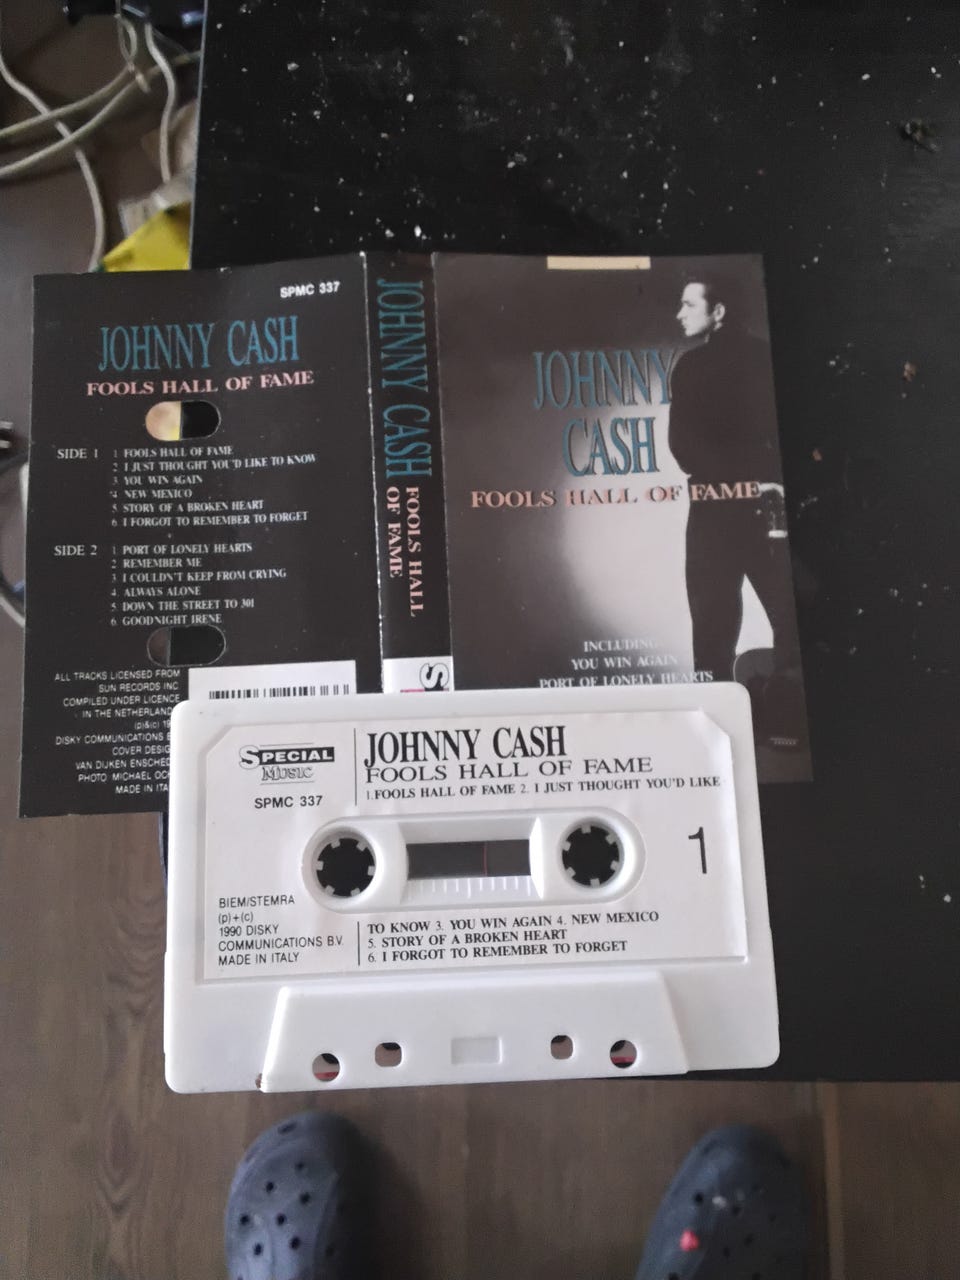 SPMC 337
JOHNNY CASH
FOOLS HALL OF FAME
SIDE 1
1 FOOLS HALL OF FAME
2 I JUST THOUGHT YOU'D LIKE TO KNOW
3 YOU WIN AGAIN
4 NEW MEXICO
5 STORY OF A BROKEN HEART
6 I FORGOT TO REMEMBER TO FORGET
SIDE 2
1 PORT OF LONELY HEARTS
2 REMEMBER ME
3 I COULDN'T KEEP FROM CRYING
4 ALWAYS ALONE
5 DOWN THE STREET TO 301
6 GOODNIGHT IRENE
ALL TRACKS LICENSED FROM
SUN RECORDS INC
COMPILED UNDER LICENCE
IN THE NETHERLAND
(p)&(c) 19
DISKY COMMUNICATIONS
COVER DESIG
VAN DIJKEN ENSCHED
PHOTO MICHAEL OC
MADE IN ITA
JOHNNY CASH
FOOLS HALL
OF FAME
JOHNNY
CASH
FOOLS HALL OF FAME
INCLUDING
YOU WIN AGAIN
PORT OF LONELY HEARTS
SPECIAL
MUSIC
SPMC 337
JOHNNY CASH
FOOLS HALL OF FAME
1.FOOLS HALL OF FAME 2. I JUST THOUGHT YOU'D LIKE
1
TO KNOW 3. YOU WIN AGAIN 4. NEW MEXICO
5. STORY OF A BROKEN HEART
6. I FORGOT TO REMEMBER TO FORGET
BIEM/STEMRA
(p)+(c)
1990 DISKY
COMMUNICATIONS B.V.
MADE IN ITALY